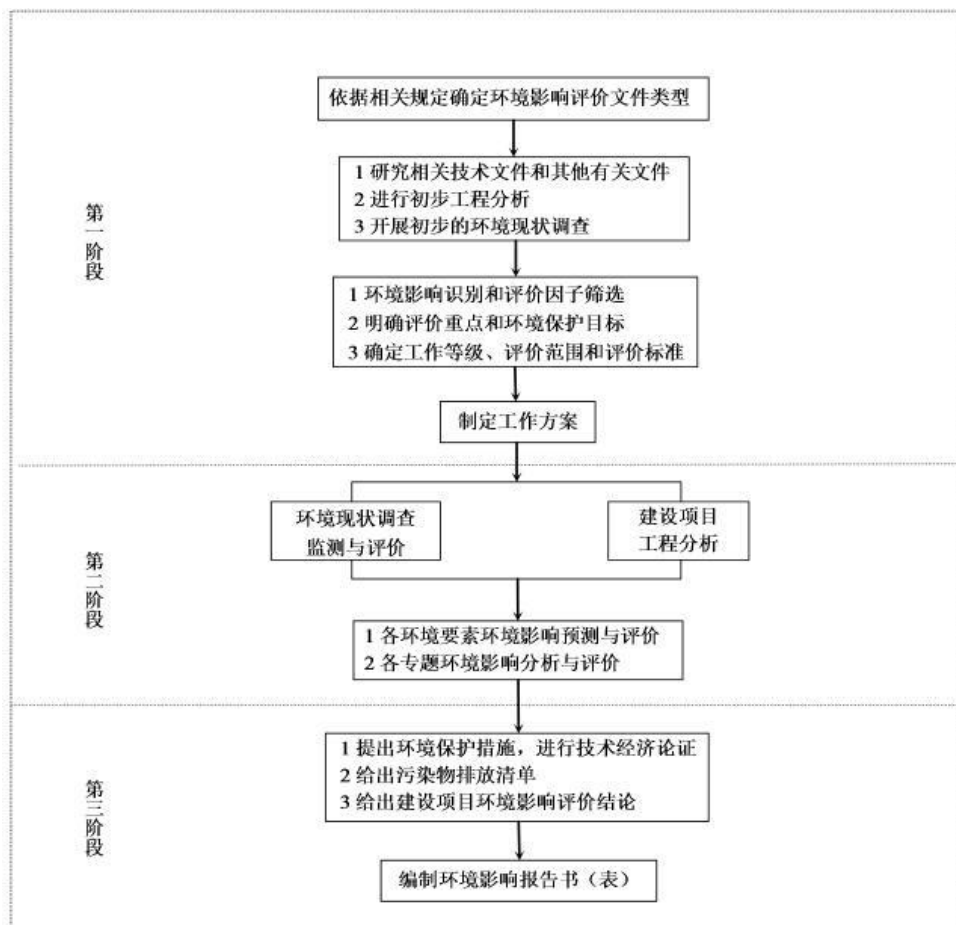 依据相关规定确定环境影响评价文件类型
1 研究相关技术文件和其他有关文件
2 进行初步工程分析
3 开展初步的环境现状调查
第一阶段
1 环境影响识别和评价因子筛选
2 明确评价重点和环境保护目标
3 确定工作等级、评价范围和评价标准
制定工作方案
环境现状调查
监测与评价
建设项目
工程分析
第二阶段
1 各环境要素环境影响预测与评价
2 各专题环境影响分析与评价
1 提出环境保护措施，进行技术经济论证
2 给出污染物排放清单
3 给出建设项目环境影响评价结论
第三阶段
编制环境影响报告书（表）